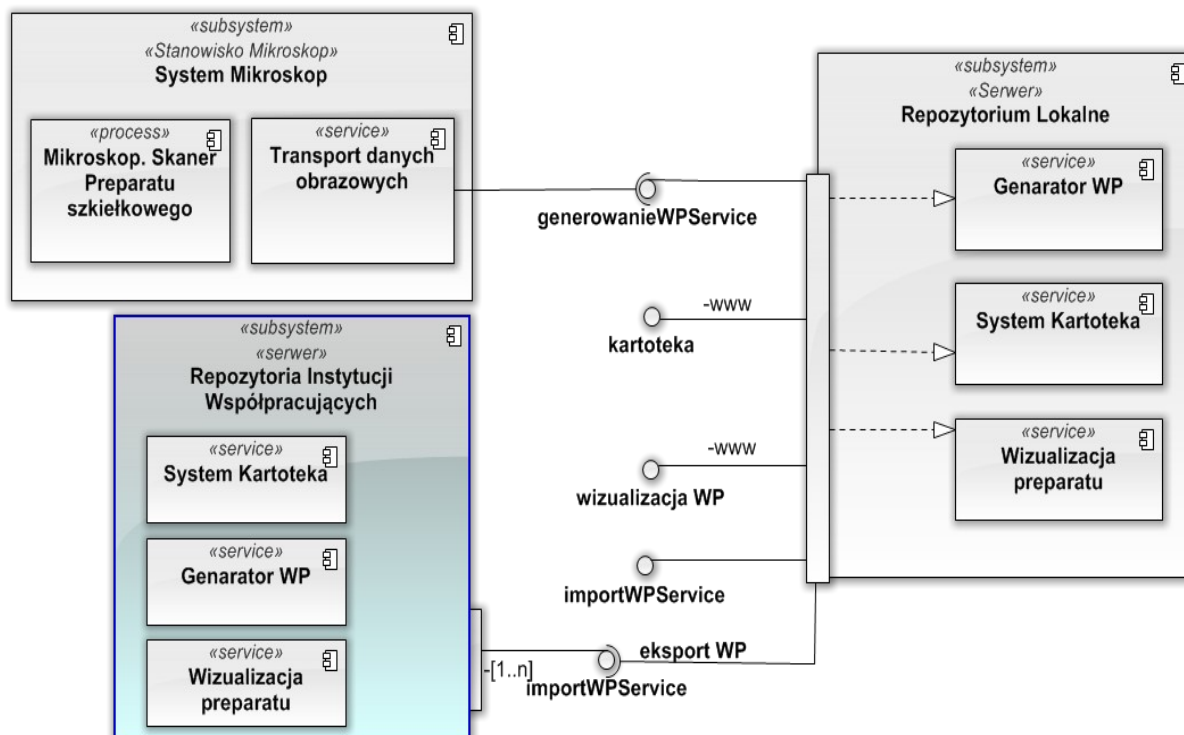 «subsystem»
«Stanowisko Mikroskop»
System Mikroskop
«process»
Mikroskop. Skaner
Preparatu
szkiełkowego
«service»
Transport danych
obrazowych
generowanieWPService
-www
kartoteka
-www
wizualizacja WP
importWPService
eksport WP
-[1..n]
importWPService
«subsystem»
«Serwer»
Repozytorium Lokalne
«service»
Genarator WP
«service»
System Kartoteka
«service»
Wizualizacja
preparatu
«subsystem»
«serwer»
Repozytoria Instytucji
Współpracujących
«service»
System Kartoteka
«service»
Genarator WP
«service»
Wizualizacja
preparatu